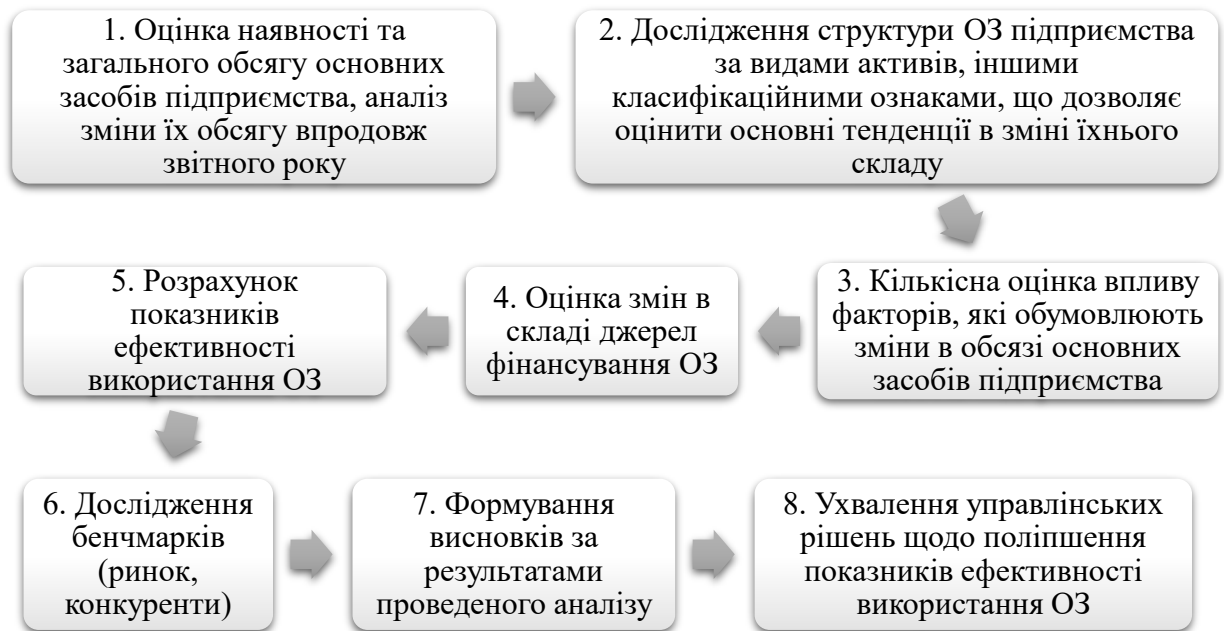 1. Оцінка наявності та
загального обсягу основних
засобів підприємства, аналіз
зміни їх обсягу впродовж
звітного року
2. Дослідження структури ОЗ підприємства
за видами активів, іншими
класифікаційними ознаками, що дозволяє
оцінити основні тенденції в зміні їхнього
складу
3. Кількісна оцінка впливу
факторів, які обумовлюють
зміни в обсязі основних
засобів підприємства
4. Оцінка змін в
складі джерел
фінансування ОЗ
5. Розрахунок
показників
ефективності
використання ОЗ
6. Дослідження
бенчмарків
(ринок,
конкуренти)
7. Формування
висновків за
результатами
проведеного аналізу
8. Ухвалення управлінських
рішень щодо поліпшення
показників ефективності
використання ОЗ